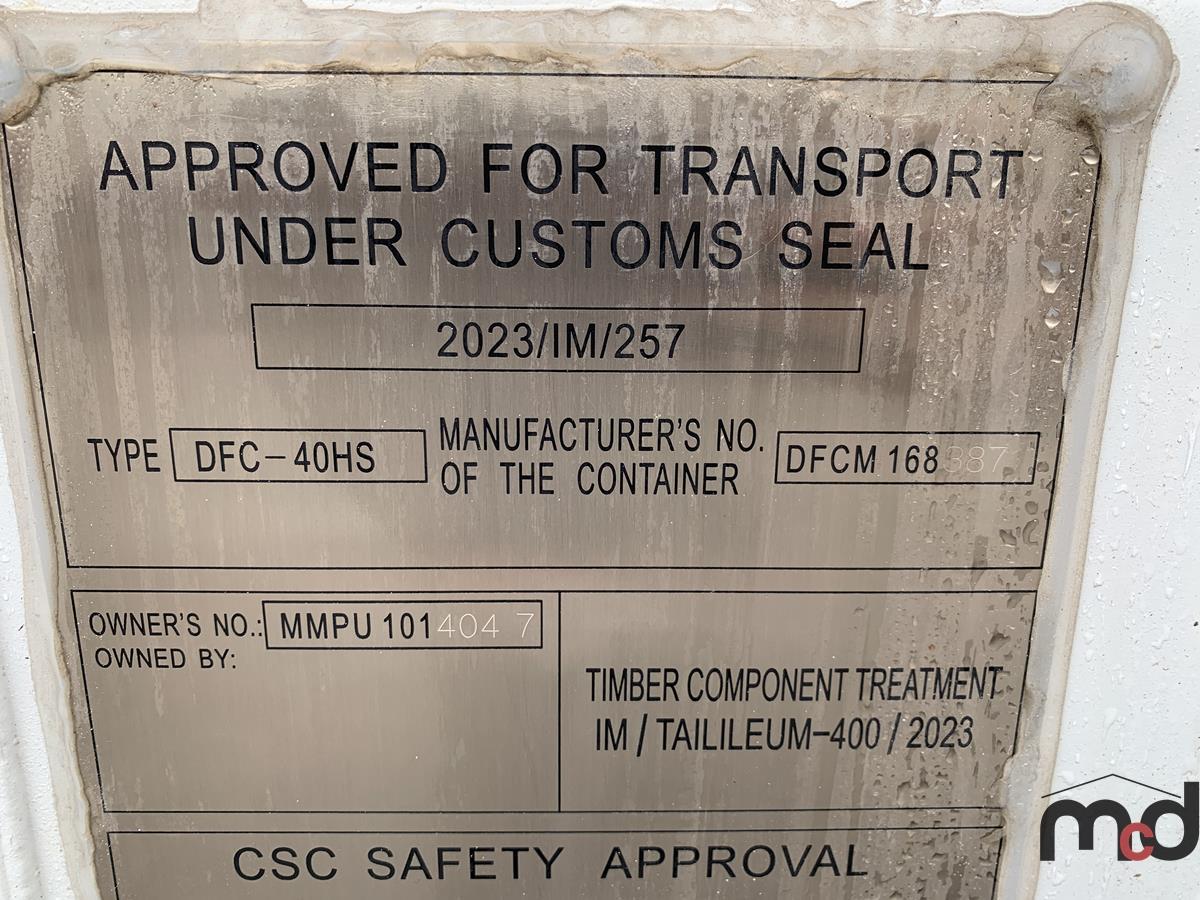 APPROVED FOR TRANSPORT
UNDER CUSTOMS SEAL
2023/IM/257
TYPE DFC-40HS MANUFACTURER'S NO. OF THE CONTAINER DFCM 168387
OWNER'S NO.: MMPU 101404 7
OWNED BY:
TIMBER COMPONENT TREATMENT
IM / TAILILEUM-400 / 2023
CSC SAFETY APPROVAL
mcd